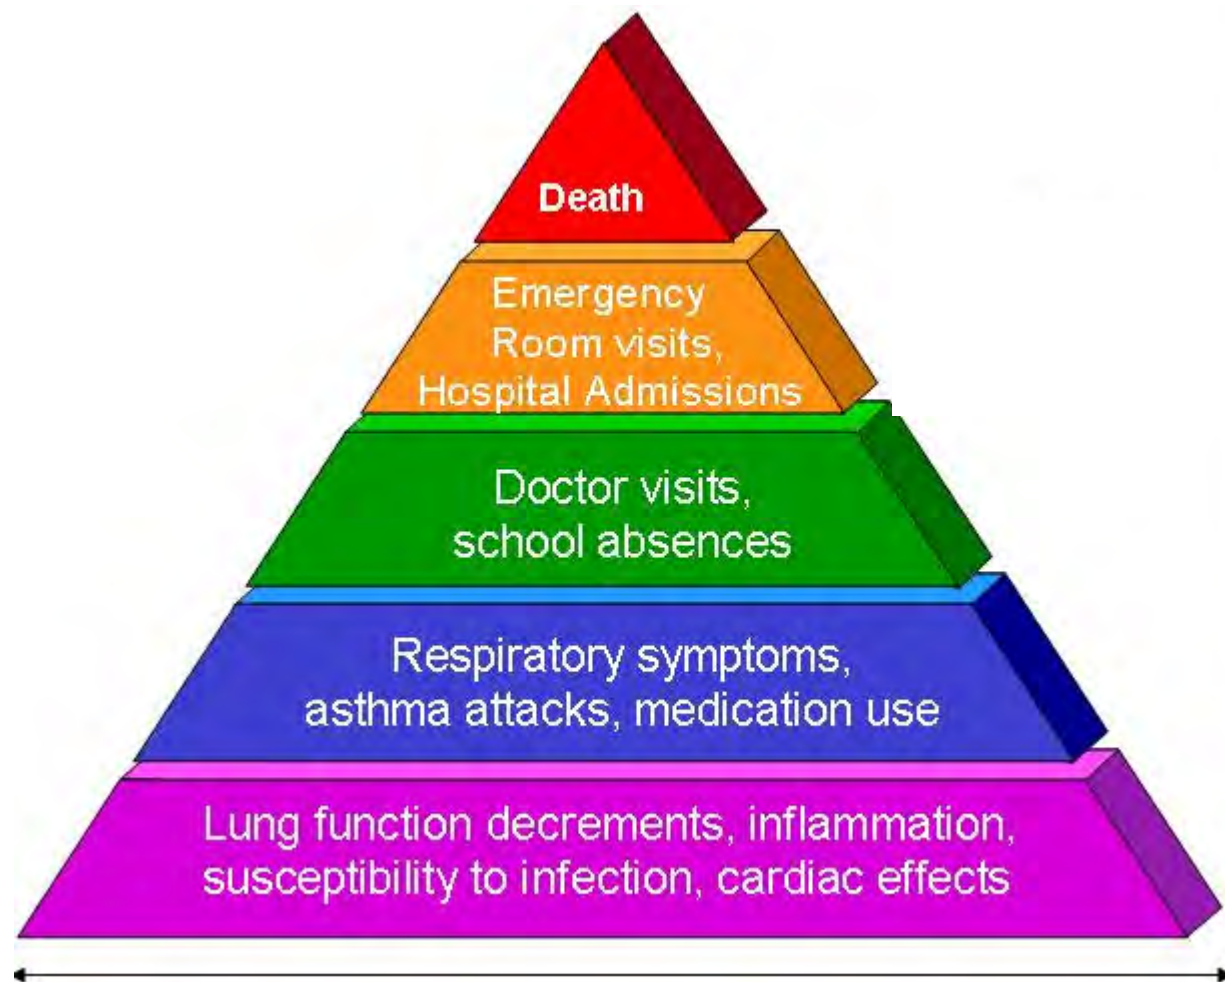 Death
Emergency
Room visits,
Hospital Admissions
Doctor visits,
school absences
Respiratory symptoms,
asthma attacks, medication use
Lung function decrements, inflammation,
susceptibility to infection, cardiac effects